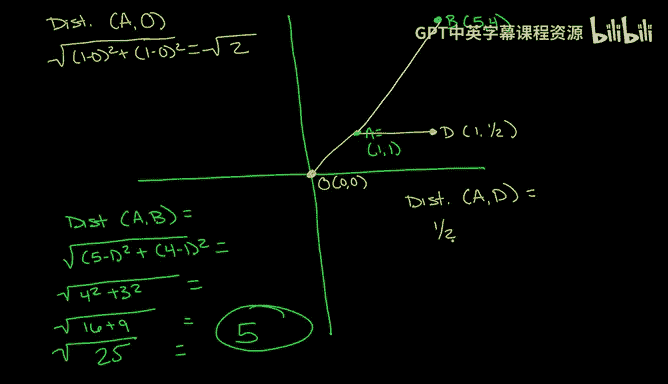 Dist. (A,O)
√(1-0)²+(1-0)² = √2
B (5,4)
GPT中英字幕课程资源 bilibili
A=
(1,1)
D (1,½)
O(0,0)
Dist. (A,D) =
½
Dist (A,B) =
√(5-1)²+(4-1)² =
√4²+3² =
√16+9 =
√25 =
5